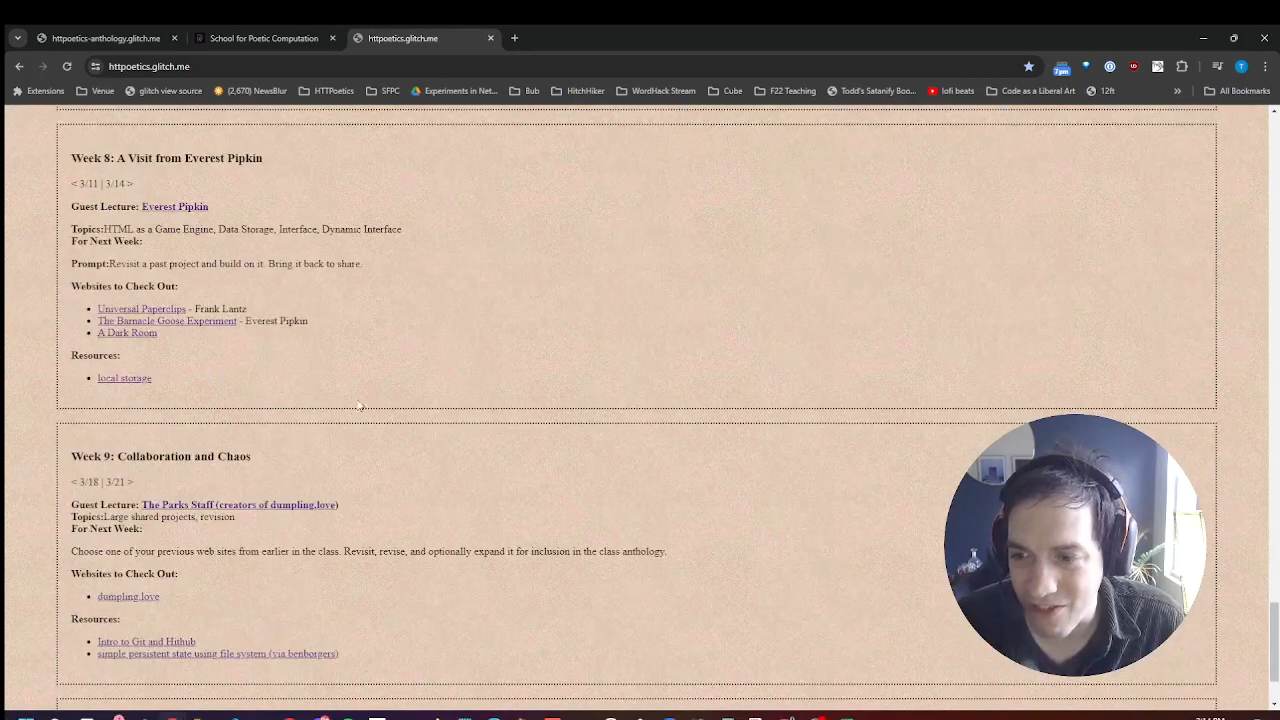 httpoetics-anthology.glitch.me
School for Poetic Computation
httpoetics.glitch.me
httpoetics.glitch.me
7pm
Extensions
Venue
glitch view source
(2,670) NewsBlur
HTTPoetics
SFPC
Experiments in Net...
Bub
HitchHiker
WordHack Stream
Cube
F22 Teaching
Todd's Satanify Boo...
lofi beats
Code as a Liberal Art
12ft
All Bookmarks
Week 8: A Visit from Everest Pipkin
< 3/11 | 3/14 >
Guest Lecture: Everest Pipkin
Topics:HTML as a Game Engine, Data Storage, Interface, Dynamic Interface
For Next Week:
Prompt:Revisit a past project and build on it. Bring it back to share.
Websites to Check Out:
Universal Paperclips - Frank Lantz
The Barnacle Goose Experiment - Everest Pipkin
A Dark Room
Resources:
local storage
Week 9: Collaboration and Chaos
< 3/18 | 3/21 >
Guest Lecture: The Parks Staff (creators of dumpling.love)
Topics:Large shared projects, revision
For Next Week:
Choose one of your previous web sites from earlier in the class. Revisit, revise, and optionally expand it for inclusion in the class anthology.
Websites to Check Out:
dumpling.love
Resources:
Intro to Git and Hithub
simple persistent state using file system (via benborgers)